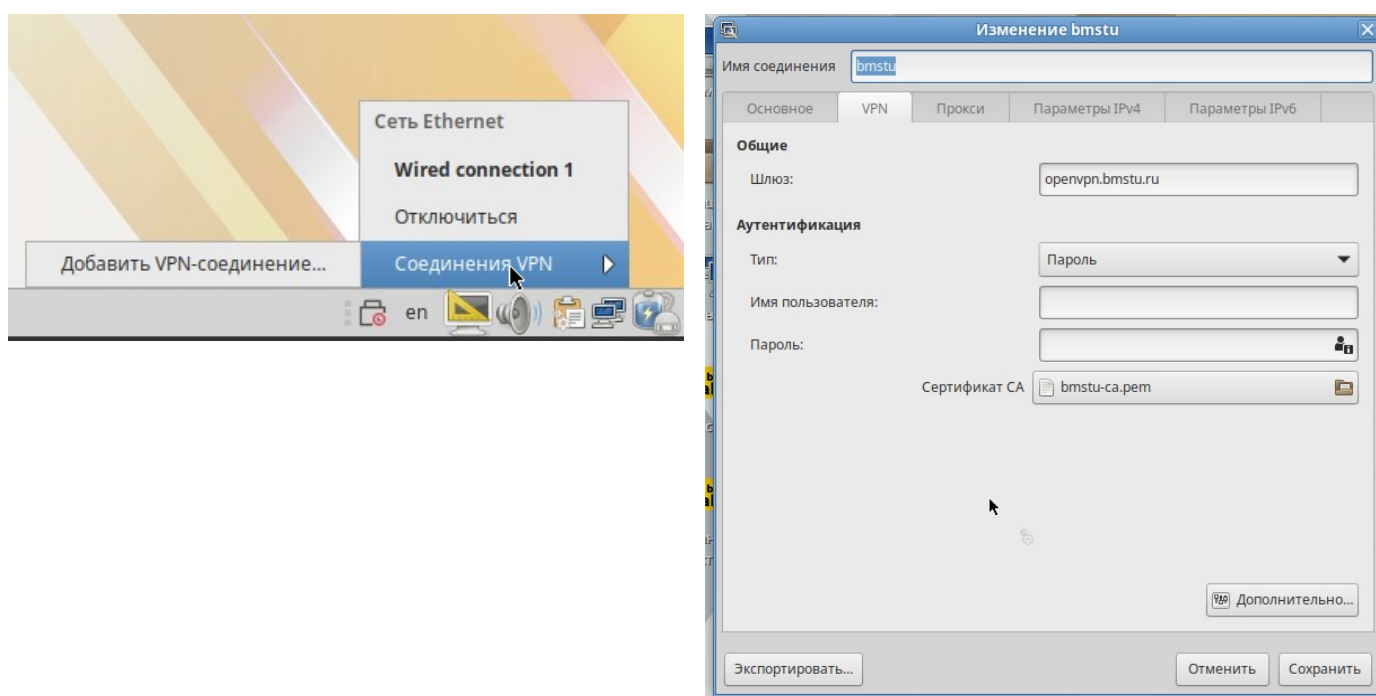 Сеть Ethernet
Wired connection 1
Отключиться
Добавить VPN-соединение...
Соединения VPN
en
Изменение bmstu
Имя соединения
bmstu
Основное
VPN
Прокси
Параметры IPv4
Параметры IPv6
Общие
Шлюз:
openvpn.bmstu.ru
Аутентификация
Тип:
Пароль
Имя пользователя:
Пароль:
Сертификат CA
bmstu-ca.pem
Дополнительно...
Экспортировать...
Отменить
Сохранить